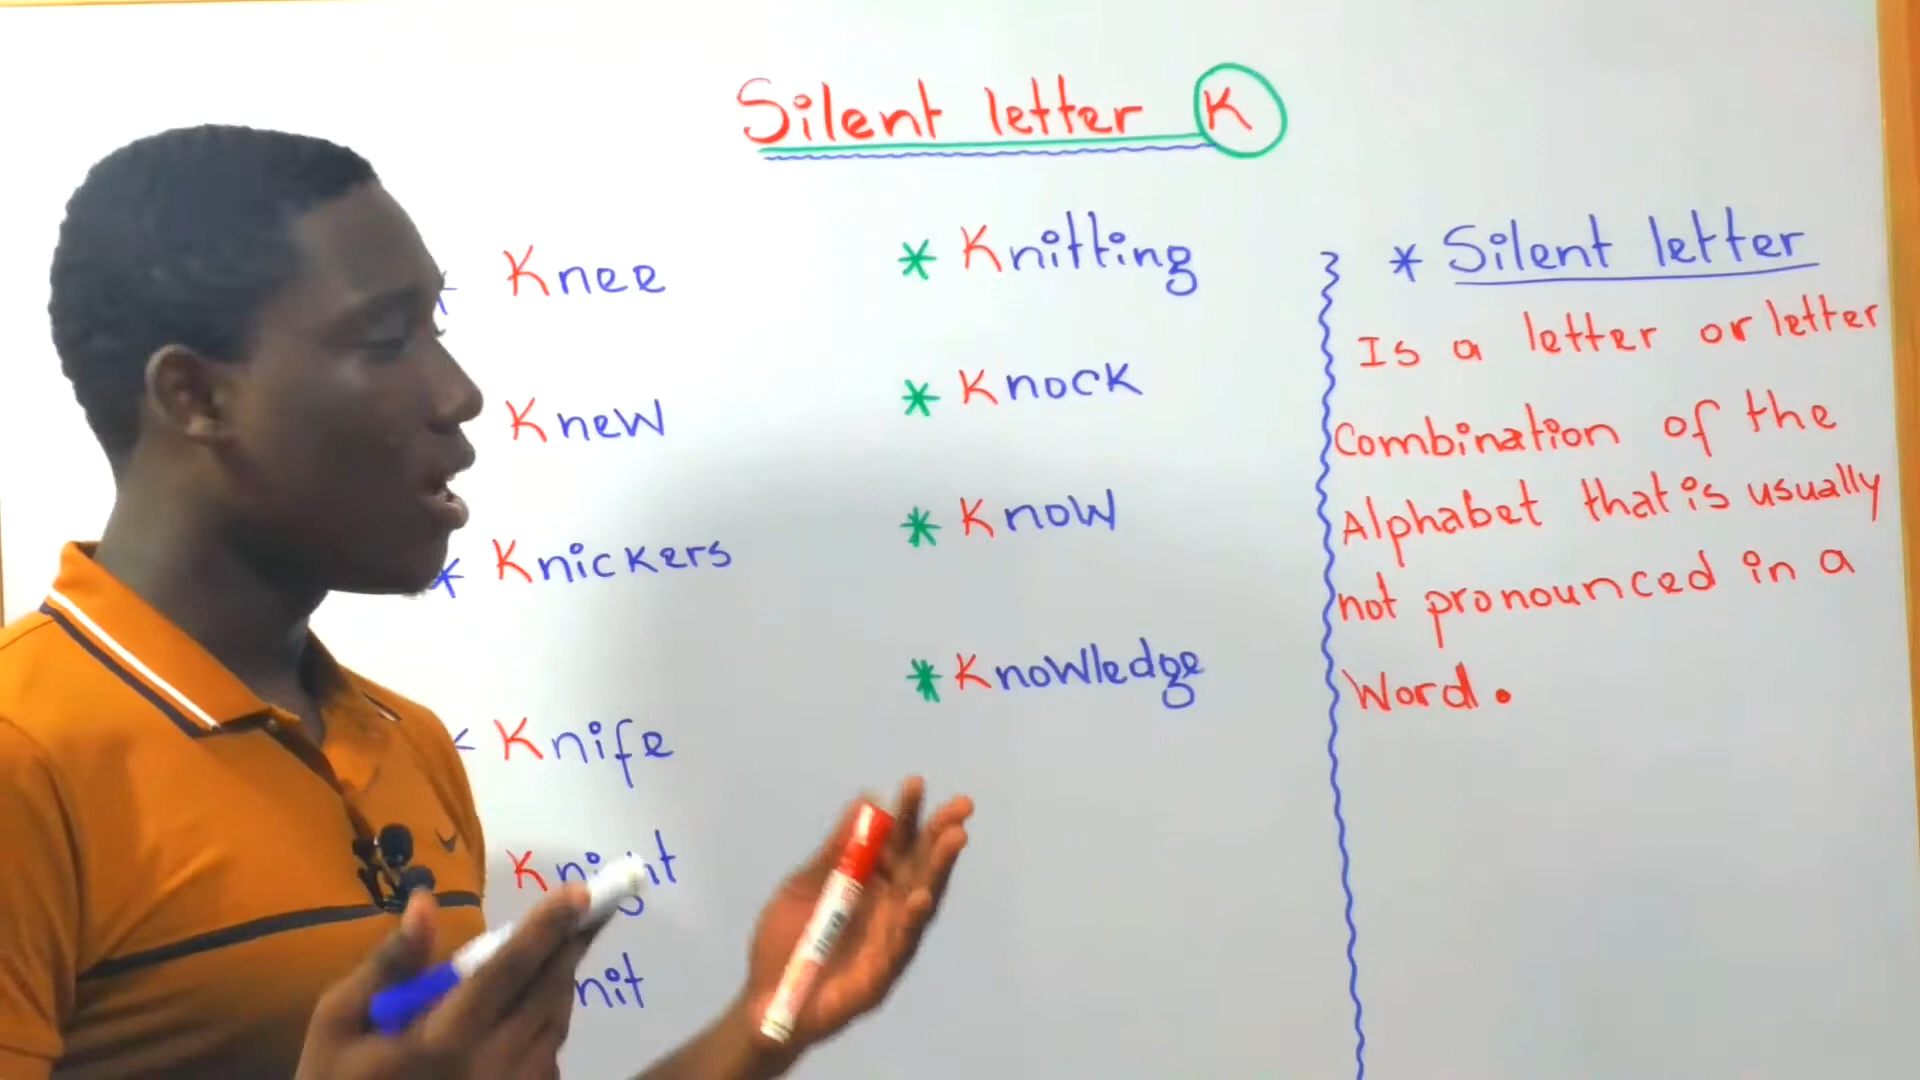 Silent letter K
Knee
Knew
* Knickers
Knife
nit
* Knitting
* Knock
* Know
* Knowledge
* Silent letter
Is a letter or letter
Combination of the
Alphabet that is usually
not pronounced in a
Word.